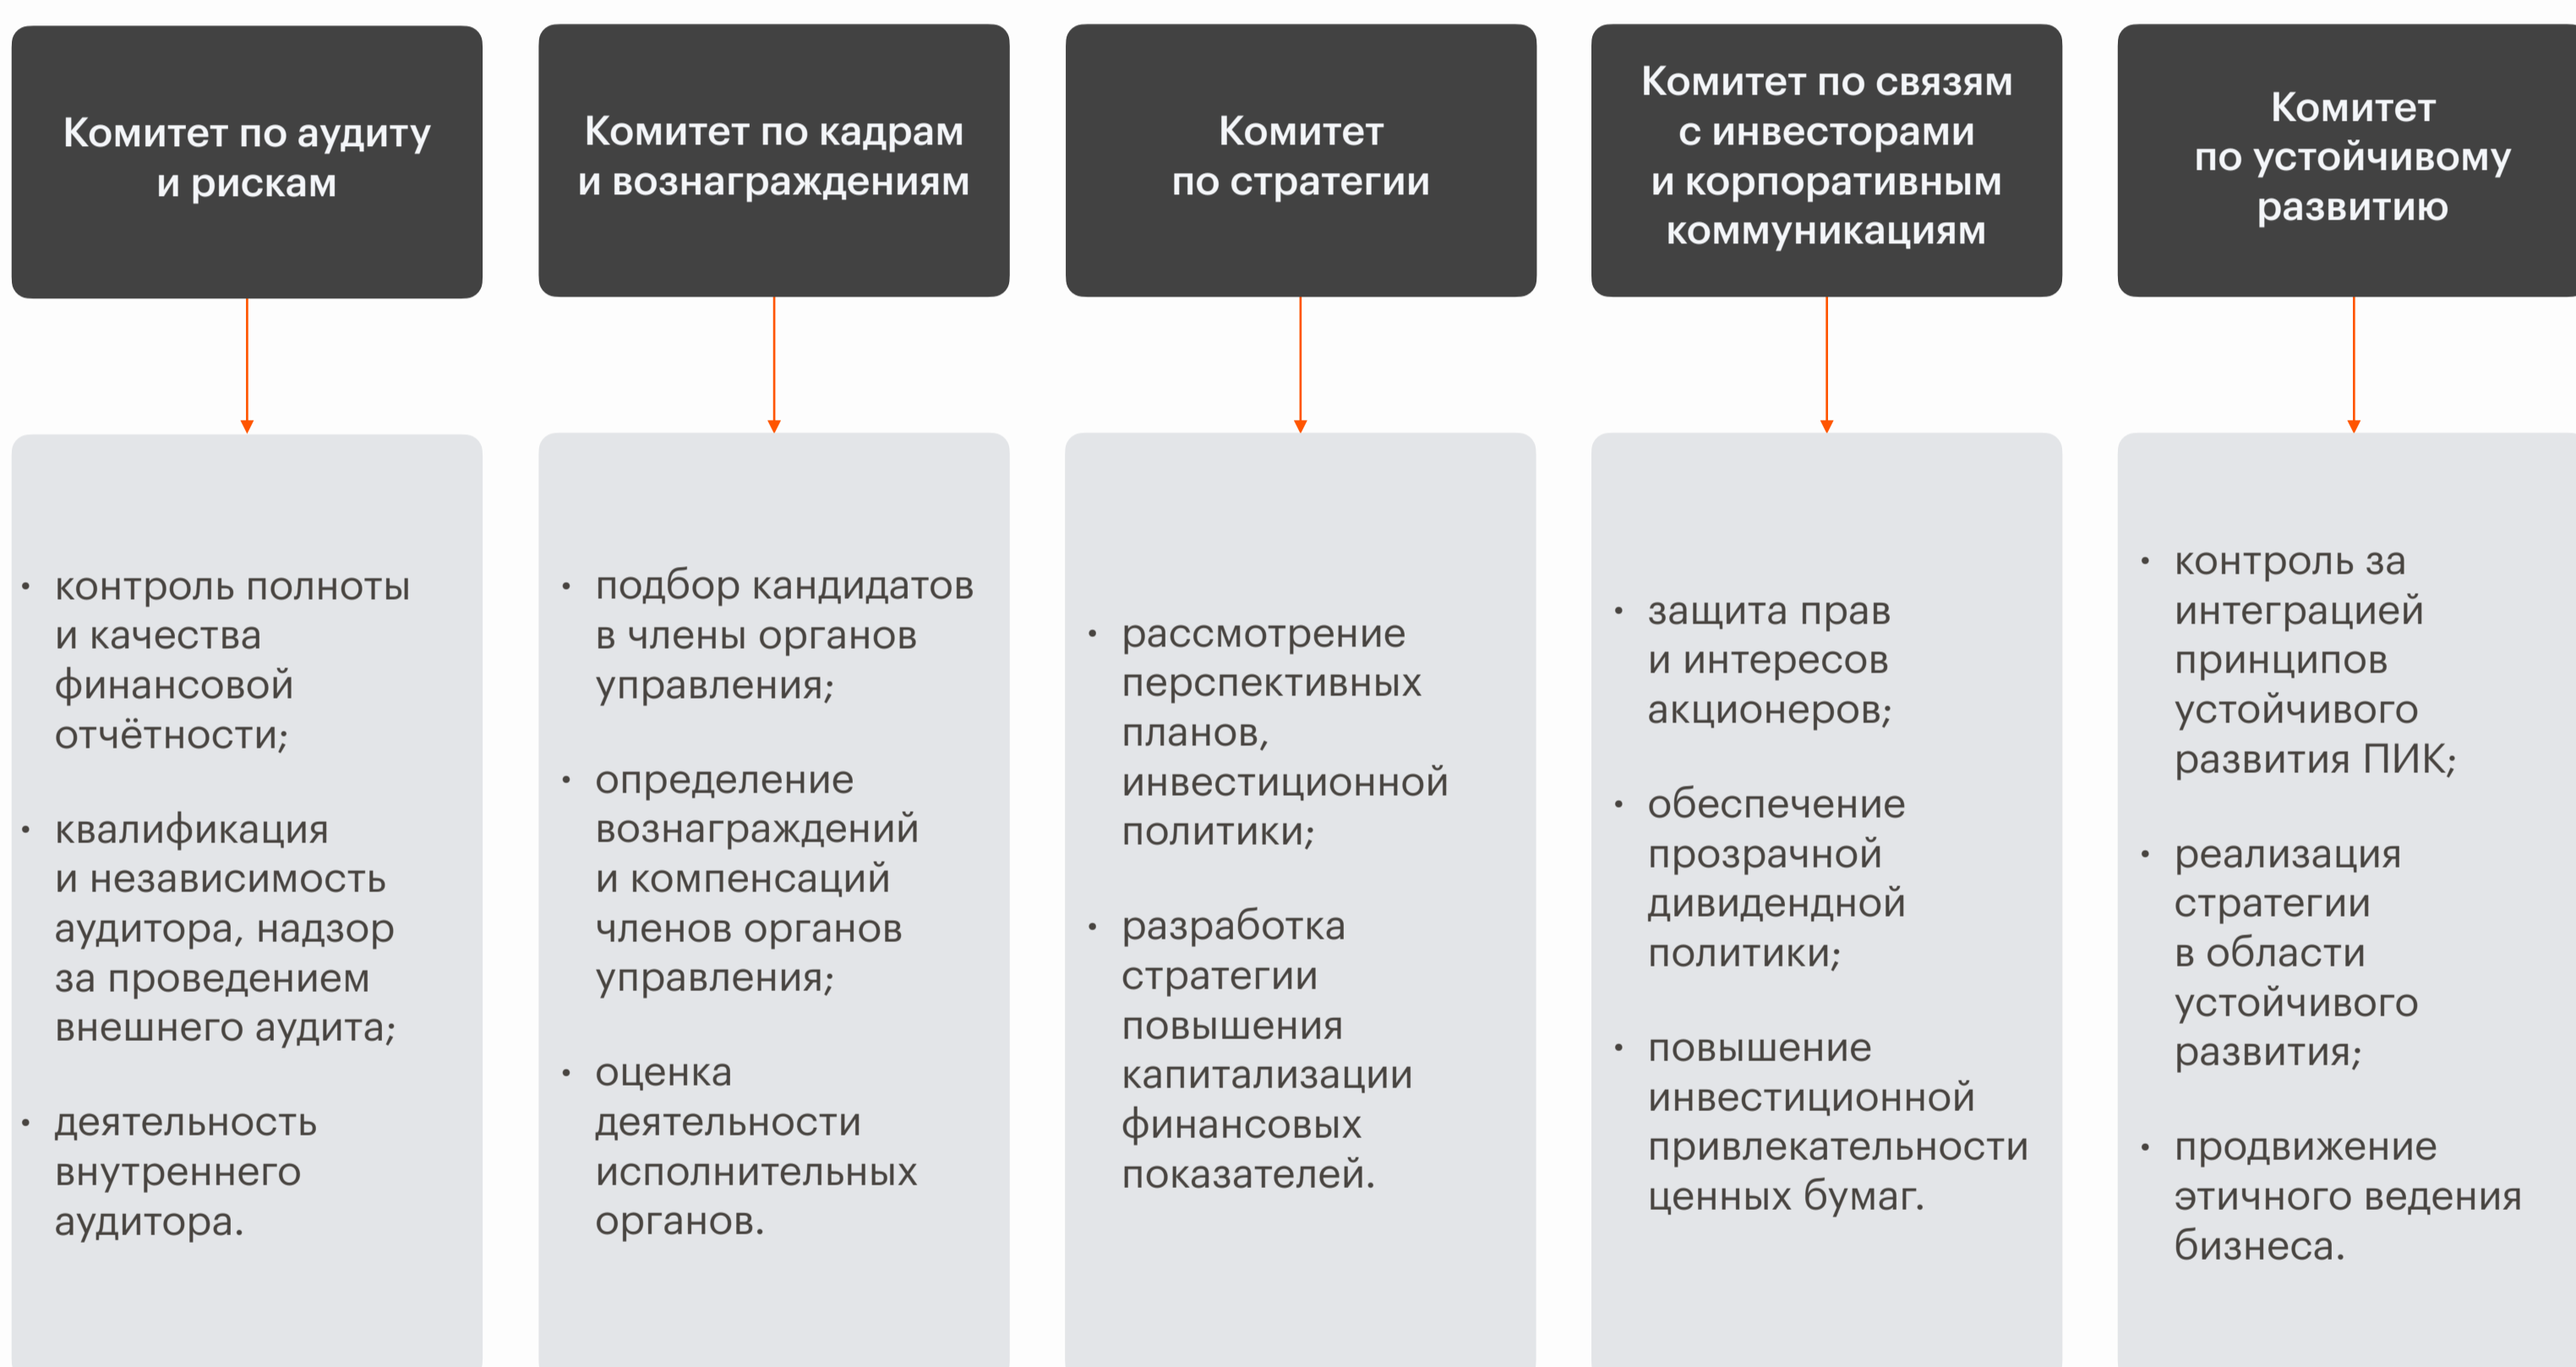 Комитет по аудиту
и рискам
• контроль полноты
и качества
финансовой
отчётности;
• квалификация
и независимость
аудитора, надзор
за проведением
внешнего аудита;
• деятельность
внутреннего
аудитора.
Комитет по кадрам
и вознаграждениям
• подбор кандидатов
в члены органов
управления;
• определение
вознаграждений
и компенсаций
членов органов
управления;
• оценка
деятельности
исполнительных
органов.
Комитет
по стратегии
• рассмотрение
перспективных
планов,
инвестиционной
политики;
• разработка
стратегии
повышения
капитализации
финансовых
показателей.
Комитет по связям
с инвесторами
и корпоративным
коммуникациям
• защита прав
и интересов
акционеров;
• обеспечение
прозрачной
дивидендной
политики;
• повышение
инвестиционной
привлекательности
ценных бумаг.
Комитет
по устойчивому
развитию
• контроль за
интеграцией
принципов
устойчивого
развития ПИК;
• реализация
стратегии
в области
устойчивого
развития;
• продвижение
этичного ведения
бизнеса.